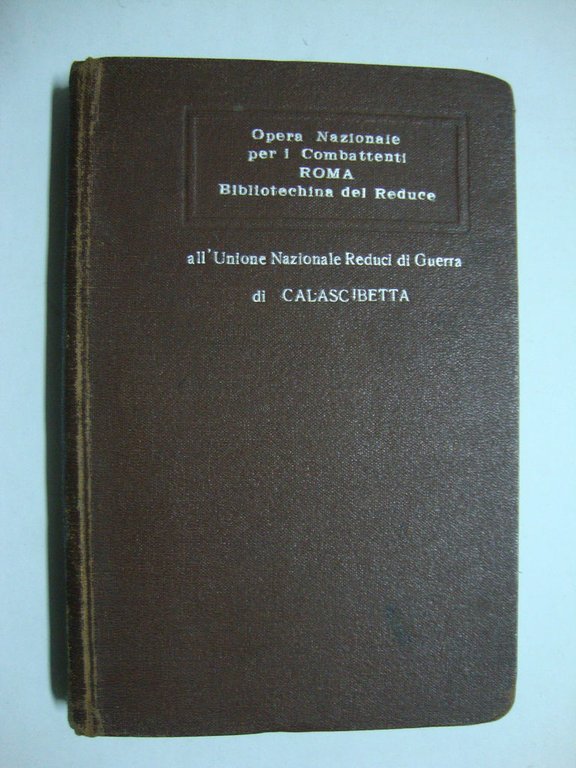 Opera Nazionale
per i Combattenti
ROMA
Bibliotechina del Reduce
all'Unione Nazionale Reduci di Guerra
di CALASCIBETTA